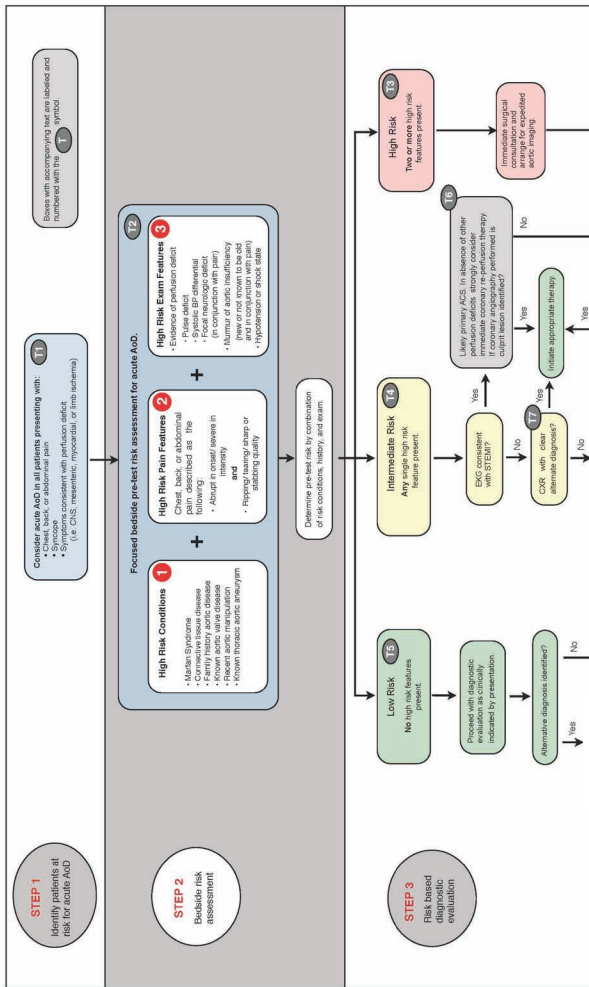 STEP 1
Identify patients at
risk for acute AoD
Consider acute AoD in all patients presenting with:
• Chest, back, or abdominal pain
• Syncope
• Symptoms consistent with perfusion deficit
(i.e. CNS, mesenteric, myocardial, or limb ischemia)
T1
Boxes with accompanying text are labeled and
numbered with the T symbol.
STEP 2
Bedside risk
assessment
Focused bedside pre-test risk assessment for acute AoD.
T2
1
High Risk Conditions
• Marfan Syndrome
• Connective tissue disease
• Family history aortic disease
• Known aortic valve disease
• Recent aortic manipulation
• Known thoracic aortic aneurysm
+
2
High Risk Pain Features
Chest, back, or abdominal
pain described as the
following:
• Abrupt in onset/ severe in
intensity
and
• Ripping/ tearing/ sharp or
stabbing quality
+
3
High Risk Exam Features
• Evidence of perfusion deficit
• Pulse deficit
• Systolic BP differential
• Focal neurologic deficit
(in conjunction with pain)
• Murmur of aortic insufficiency
(new or not known to be old
and in conjunction with pain)
• Hypotension or shock state
Determine pre-test risk by combination
of risk conditions, history, and exam.
STEP 3
Risk based
diagnostic
evaluation
T5
Low Risk
No high risk features
present.
Proceed with diagnostic
evaluation as clinically
indicated by presentation.
Alternative diagnosis identified?
Yes
No
T4
Intermediate Risk
Any single high risk
feature present.
EKG consistent
with STEMI?
Yes
No
T7
CXR with clear
alternate diagnosis?
Yes
No
T6
Likely primary ACS. In absence of other
perfusion deficits strongly consider
immediate coronary re-perfusion therapy.
If coronary angiography performed is
culprit lesion identified?
Yes
No
Initiate appropriate therapy.
Yes
T3
High Risk
Two or more high risk
features present.
Immediate surgical
consultation and
arrange for expedited
aortic imaging.